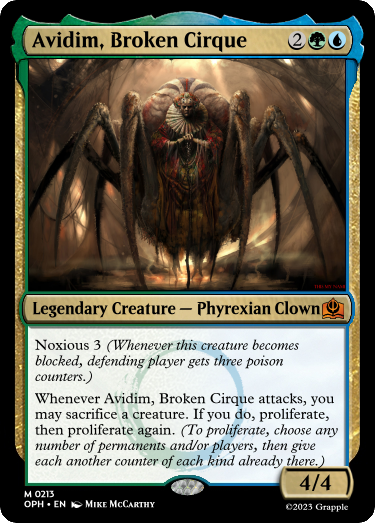 Avidim, Broken Cirque 2
Legendary Creature — Phyrexian Clown
Noxious 3 (Whenever this creature becomes
blocked, defending player gets three poison
counters.)
Whenever Avidim, Broken Cirque attacks, you
may sacrifice a creature. If you do, proliferate,
then proliferate again. (To proliferate, choose any
number of permanents and/or players, then give
each another counter of each kind already there.)
4/4
M 0213
OPH • EN Mike McCarthy
©2023 Grapple